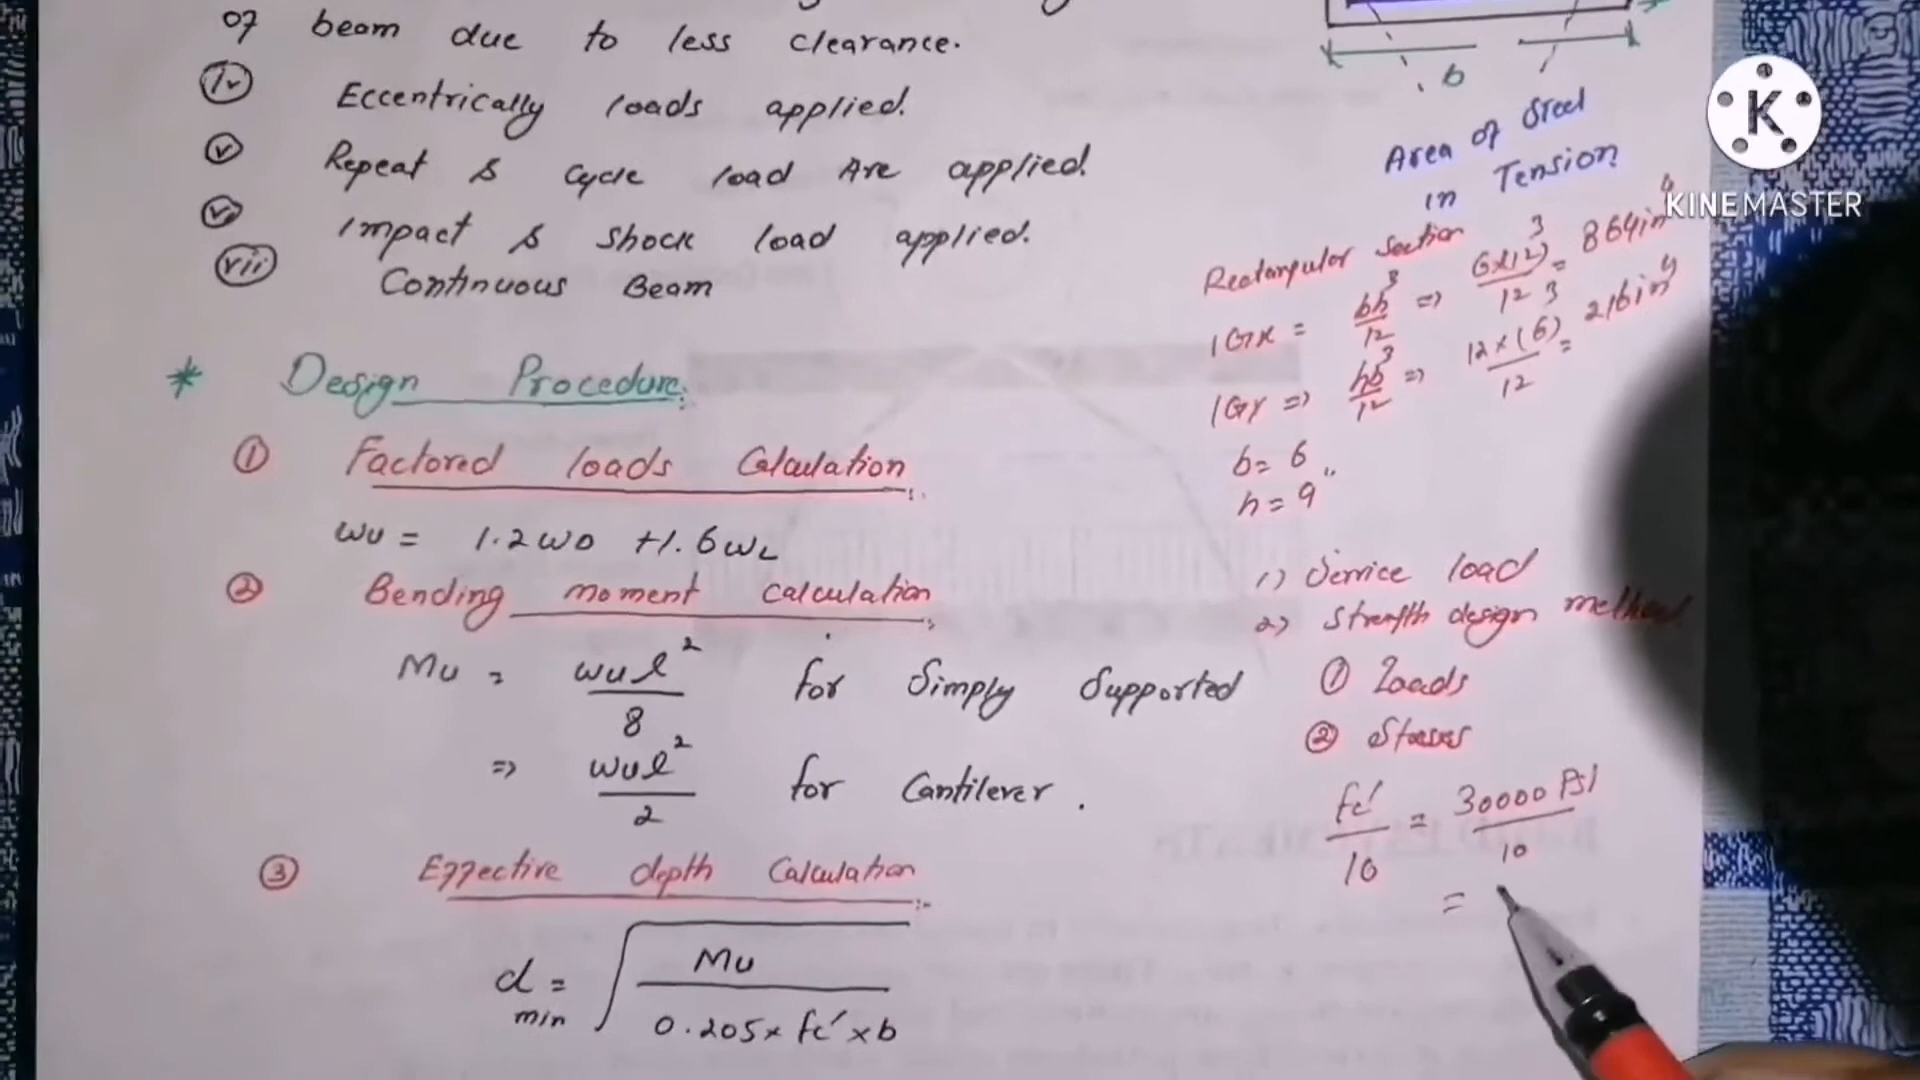 of beam due to less clearance.
iv Eccentrically loads applied.
v Repeat & cycle load Are applied.
v. Impact & Shock load applied.
vii Continuous Beam
* Design Procedure:
① Factored loads Calculation :
wu = 1.2wD + 1.6wL
② Bending moment Calculation :
Mu = wul²/8 for Simply Supported
=> wul²/2 for Cantilever.
③ Effective depth Calculation :-
d min = √(Mu / 0.205 x fc' x b)
b
Area of Steel
in Tension
Rectangular Section
IGx = bh³/12 => 6x(12)³/12 = 864in⁴
IGY => hb³/12 => 12x(6)³/12 = 216in⁴
b= 6
h= 9"
1) Service load
2) Strength design method
① Loads
② Stresses
fc'/10 = 30000 PSI/10
=
K
KINEMASTER